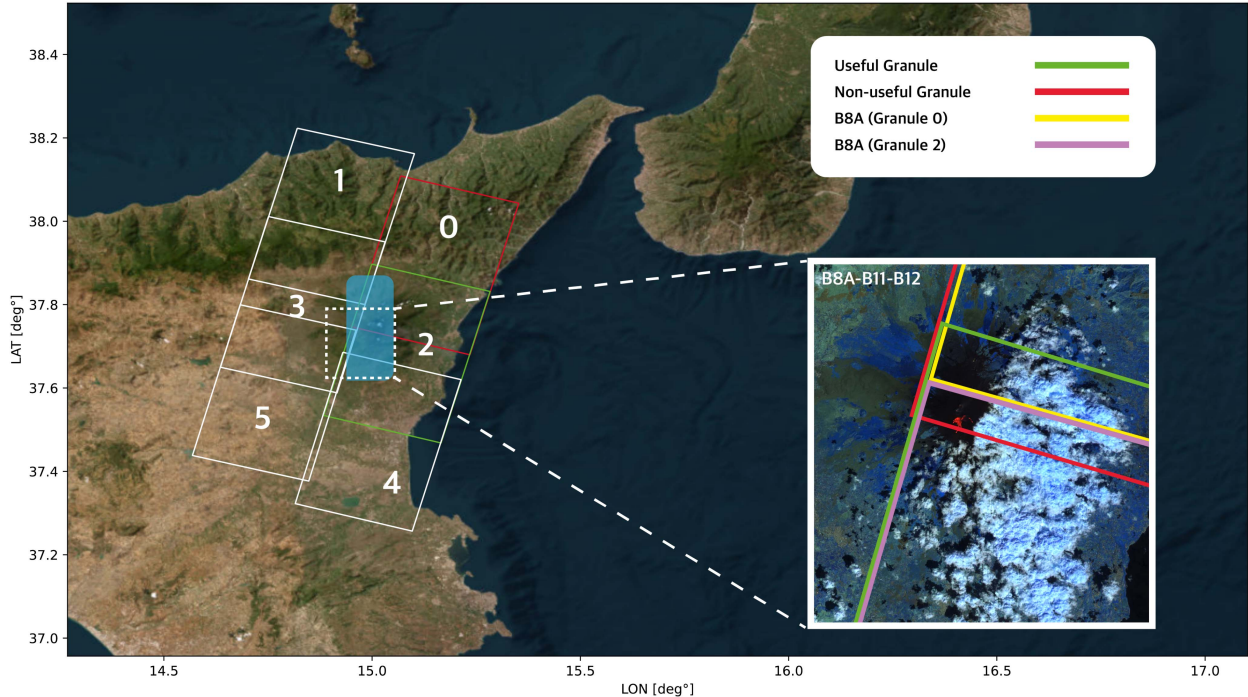 38.4
38.2
38.0
37.8
37.6
37.4
37.2
37.0
LAT [deg°]
14.5
15.0
15.5
16.0
16.5
17.0
LON [deg°]
1
0
3
2
5
4
Useful Granule
Non-useful Granule
B8A (Granule 0)
B8A (Granule 2)
B8A-B11-B12